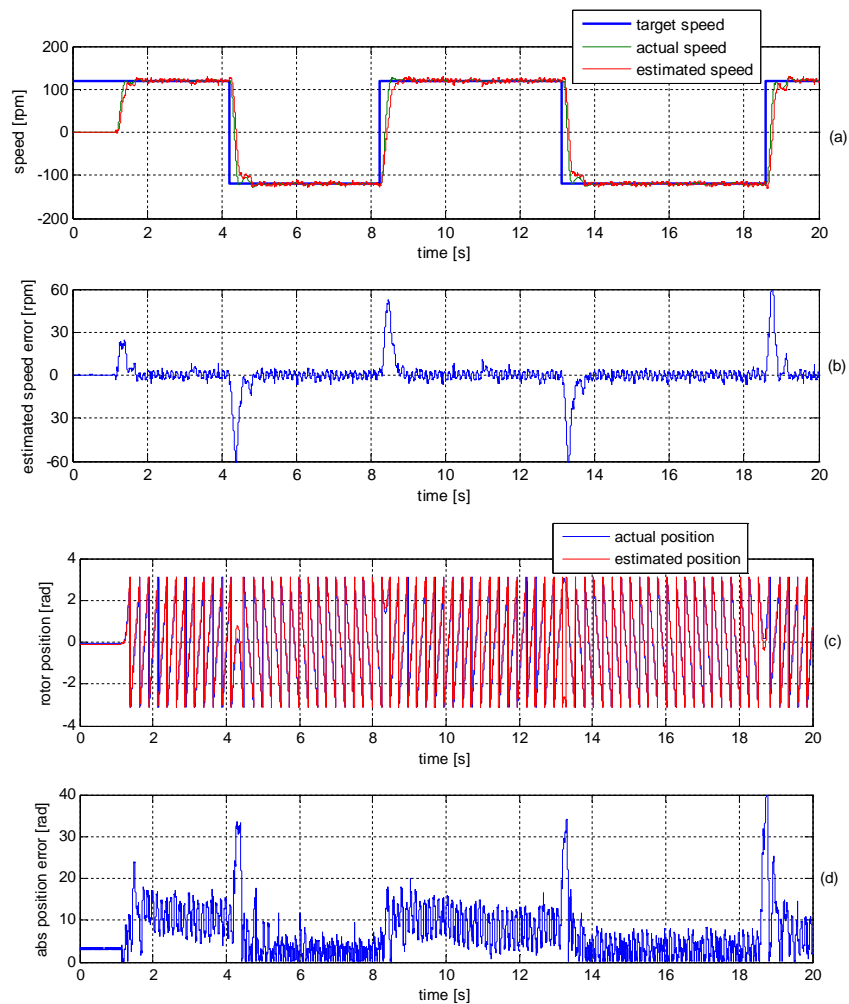 target speed
actual speed
estimated speed
speed [rpm]
200
100
0
-100
-200
0 2 4 6 8 10 12 14 16 18 20
time [s]
(a)
estimated speed error [rpm]
60
30
0
30
-60
0 2 4 6 8 10 12 14 16 18 20
time [s]
(b)
actual position
estimated position
rotor position [rad]
4
2
0
-2
-4
0 2 4 6 8 10 12 14 16 18 20
time [s]
(c)
abs position error [rad]
40
30
20
10
0
0 2 4 6 8 10 12 14 16 18 20
time [s]
(d)